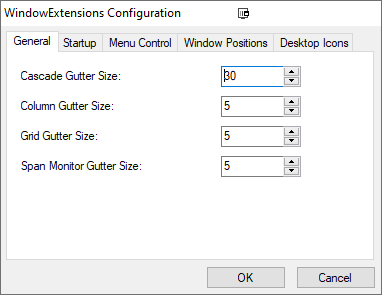 WindowExtensions Configuration
General Startup Menu Control Window Positions Desktop Icons
Cascade Gutter Size: 30
Column Gutter Size: 5
Grid Gutter Size: 5
Span Monitor Gutter Size: 5
OK Cancel